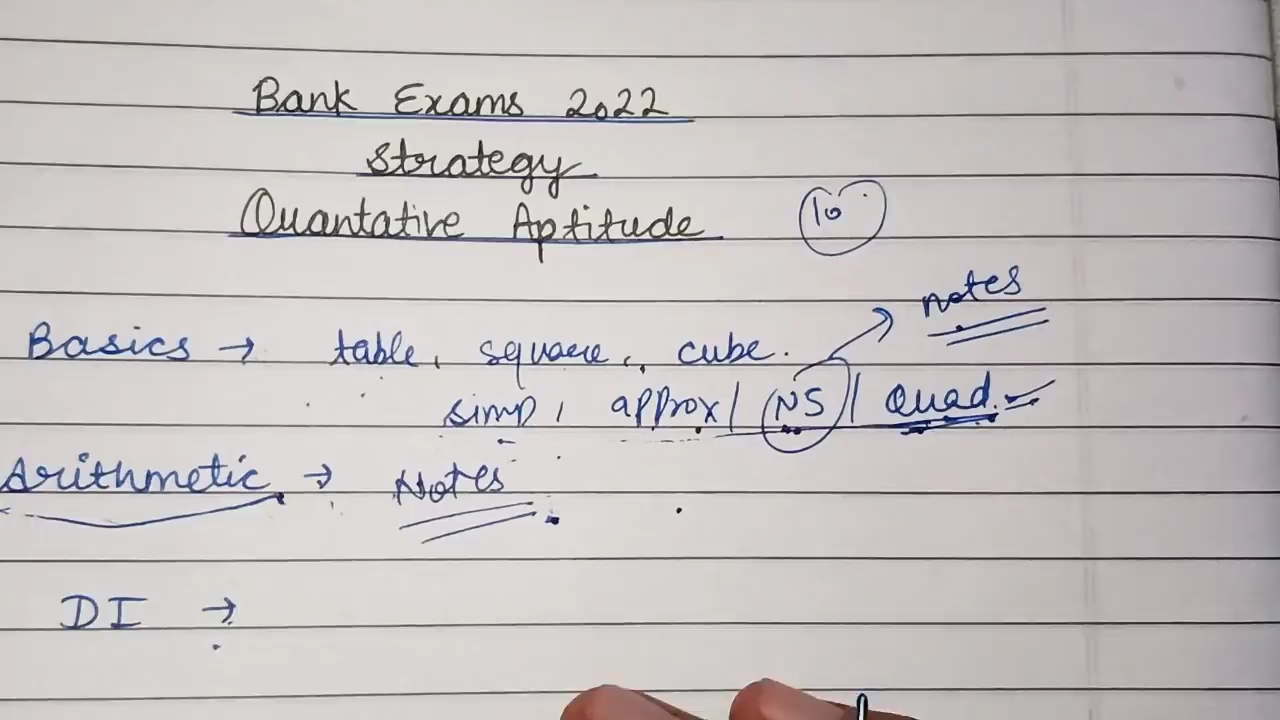 Bank Exams 2022
Strategy
Quantative Aptitude 10
notes
Basics → table, square, cube.
simp, approx / NS / Quad.
Arithmetic → Notes
DI →